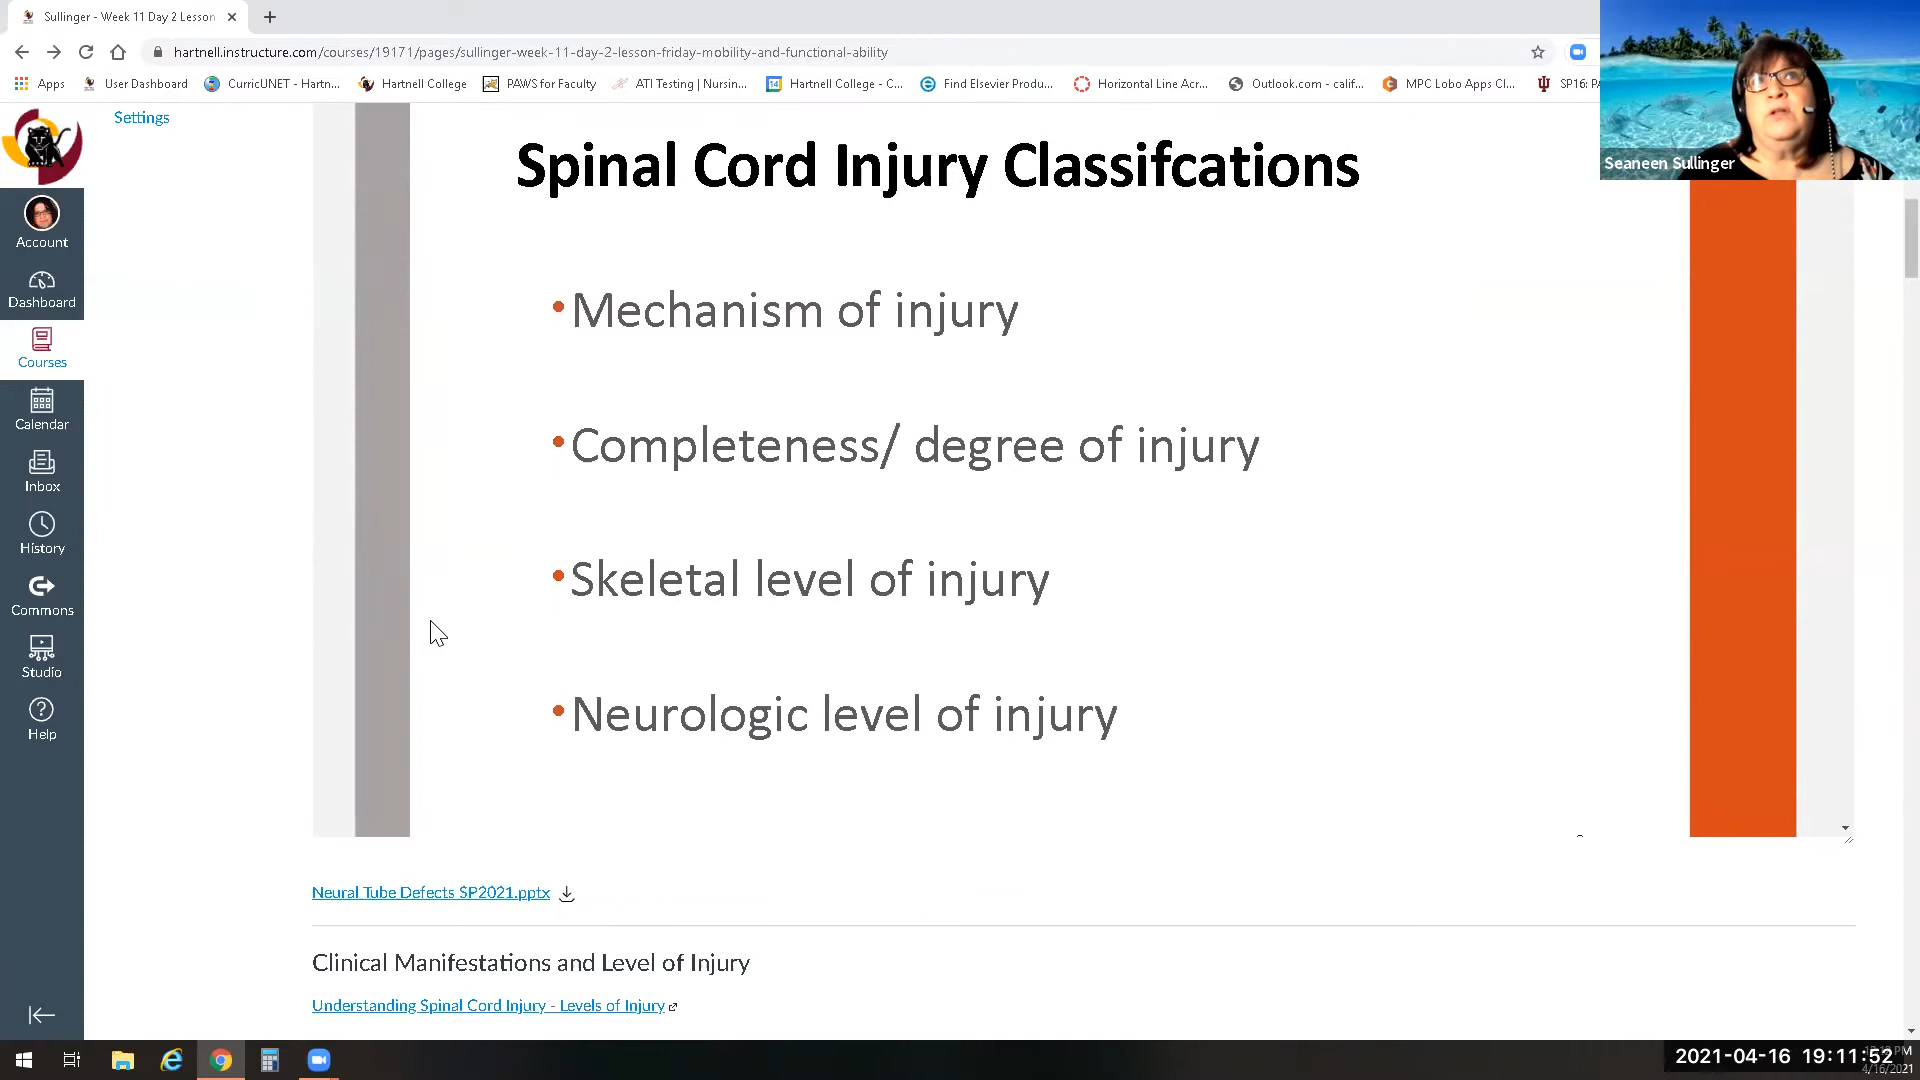 Sullinger - Week 11 Day 2 Lesson
hartnell.instructure.com/courses/19171/pages/sullinger-week-11-day-2-lesson-friday-mobility-and-functional-ability
Apps User Dashboard CurricUNET - Hartn... Hartnell College PAWS for Faculty ATI Testing | Nursin... 14 Hartnell College - C... Find Elsevier Produ... Horizontal Line Acr... Outlook.com - calif... MPC Lobo Apps Cl... SP16:
Seaneen Sullinger
Settings
Spinal Cord Injury Classifcations
Account
•Mechanism of injury
Dashboard
Courses
Calendar
•Completeness/ degree of injury
Inbox
History
•Skeletal level of injury
Commons
Studio
•Neurologic level of injury
Help
Neural Tube Defects SP2021.pptx
Clinical Manifestations and Level of Injury
Understanding Spinal Cord Injury - Levels of Injury
2021-04-16 19:11:52
4/16/2021